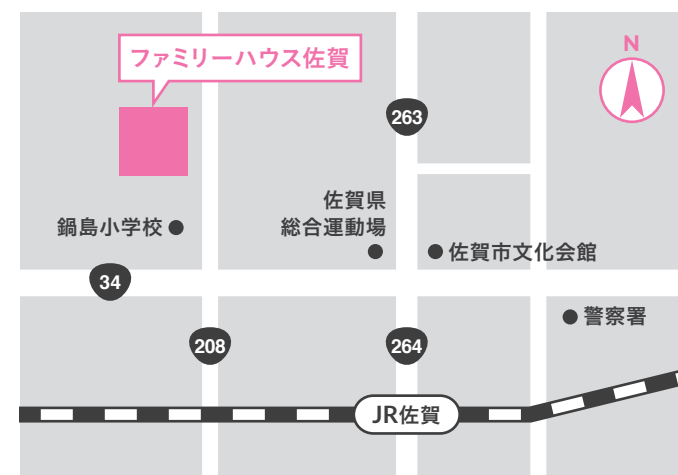 ファミリーハウス佐賀
N
263
佐賀県
総合運動場
鍋島小学校
佐賀市文化会館
34
警察署
208
264
JR佐賀